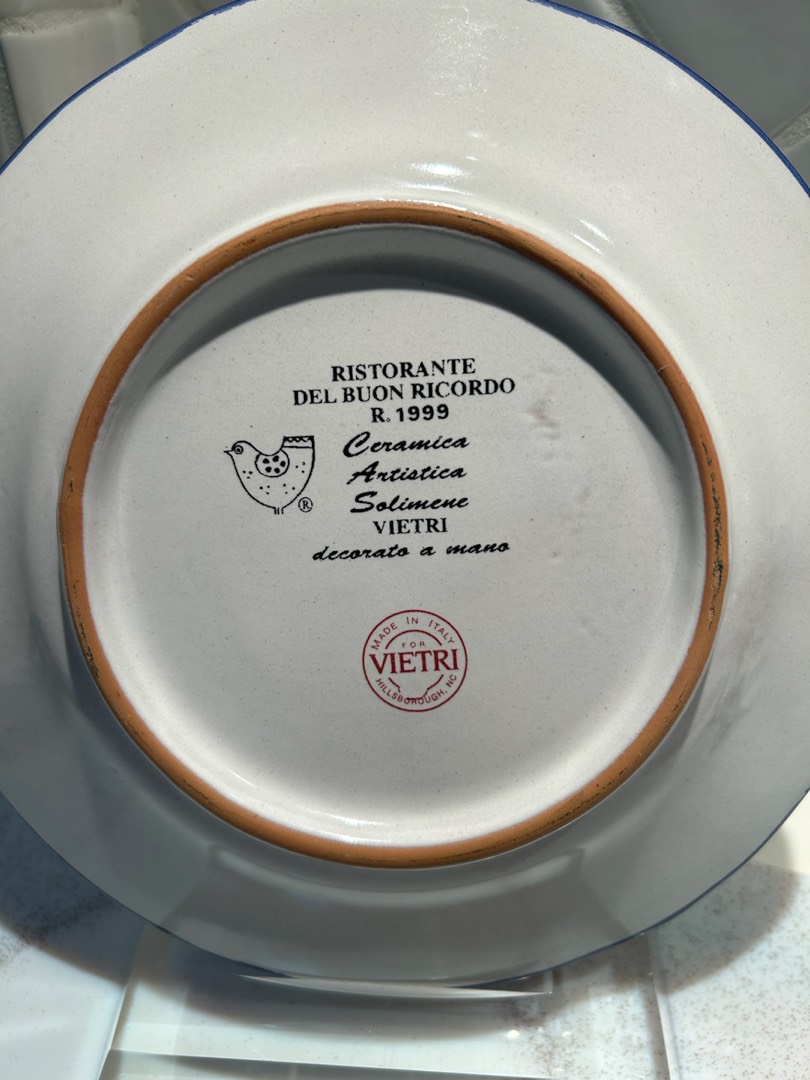 RISTORANTE
DEL BUON RICORDO
R. 1999
Ceramica
Artistica
Solimene
VIETRI
decorato a mano
®
MADE IN ITALY
FOR
VIETRI
HILLSBOROUGH, NC